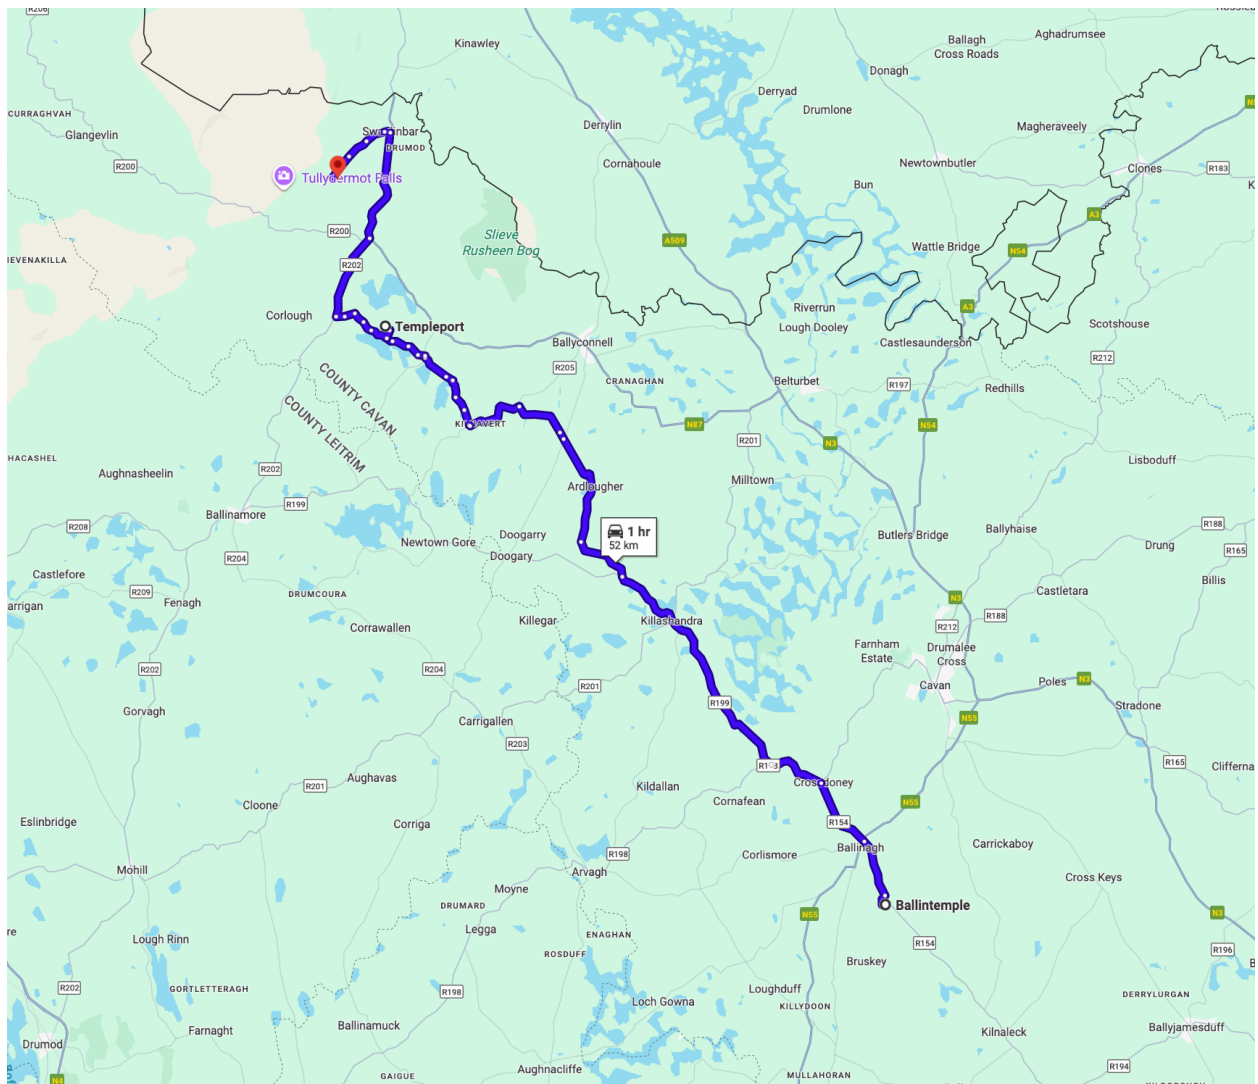 R206
Kinawley
Aghadrumsee
Ballagh
Cross Roads
Donagh
Derryad
Drumlone
CURRAGHVAH
Glangevlin
Derrylin
Magheraveely
DRUMOD
R200
Cornahoule
Newtownbutler
Clones
R183
Tullydermot Falls
Bun
A3
R200
Slieve
Rusheen Bog
A509
Wattle Bridge
N54
IEVENAKILLA
R202
Riverrun
A3
Corlough
Templeport
Lough Dooley
Scotshouse
Castlesaunderson
Ballyconnell
R212
R205
COUNTY CAVAN
CRANAGHAN
Belturbet
R197
Redhills
COUNTY LEITRIM
N87
N54
R201
N3
HACASHEL
R202
Lisboduff
Aughnasheelin
Ardlougher
Milltown
R199
Ballinamore
R208
1 hr
52 km
Ballyhaise
R188
Doogarry
Butlers Bridge
Newtown Gore
Drung
R165
Doogary
R204
Castlefore
Billis
R209
DRUMCOURA
N3
Castletara
arrigan
Fenagh
R188
Killegar
Killashandra
R212
Corrawallen
Farnham
Estate
Drumalee
Cross
R202
R204
R201
Cavan
Poles
N3
R199
Stradone
Gorvagh
N55
Carrigallen
R203
R165
Cliferna
Aughavas
Kildallan
Crossdoney
R201
Cornafean
N55
Cloone
Eslinbridge
Corriga
R154
Carrickaboy
Ballinagh
R198
Corlismore
Mohill
Arvagh
Cross Keys
Moyne
Ballintemple
DRUMARD
N55
N3
re
Legga
ENAGHAN
Lough Rinn
R154
R196
ROSDUFF
Bruskey
R202
GORTLETTERAGH
R198
Loughduff
DERRYLURGAN
Loch Gowna
KILLYDOON
Farnaght
Ballinamuck
Kilnaleck
Ballyjamesduff
Drumod
R194
Aughnacliffe
N4
GAIGUE
MULLAHORAN